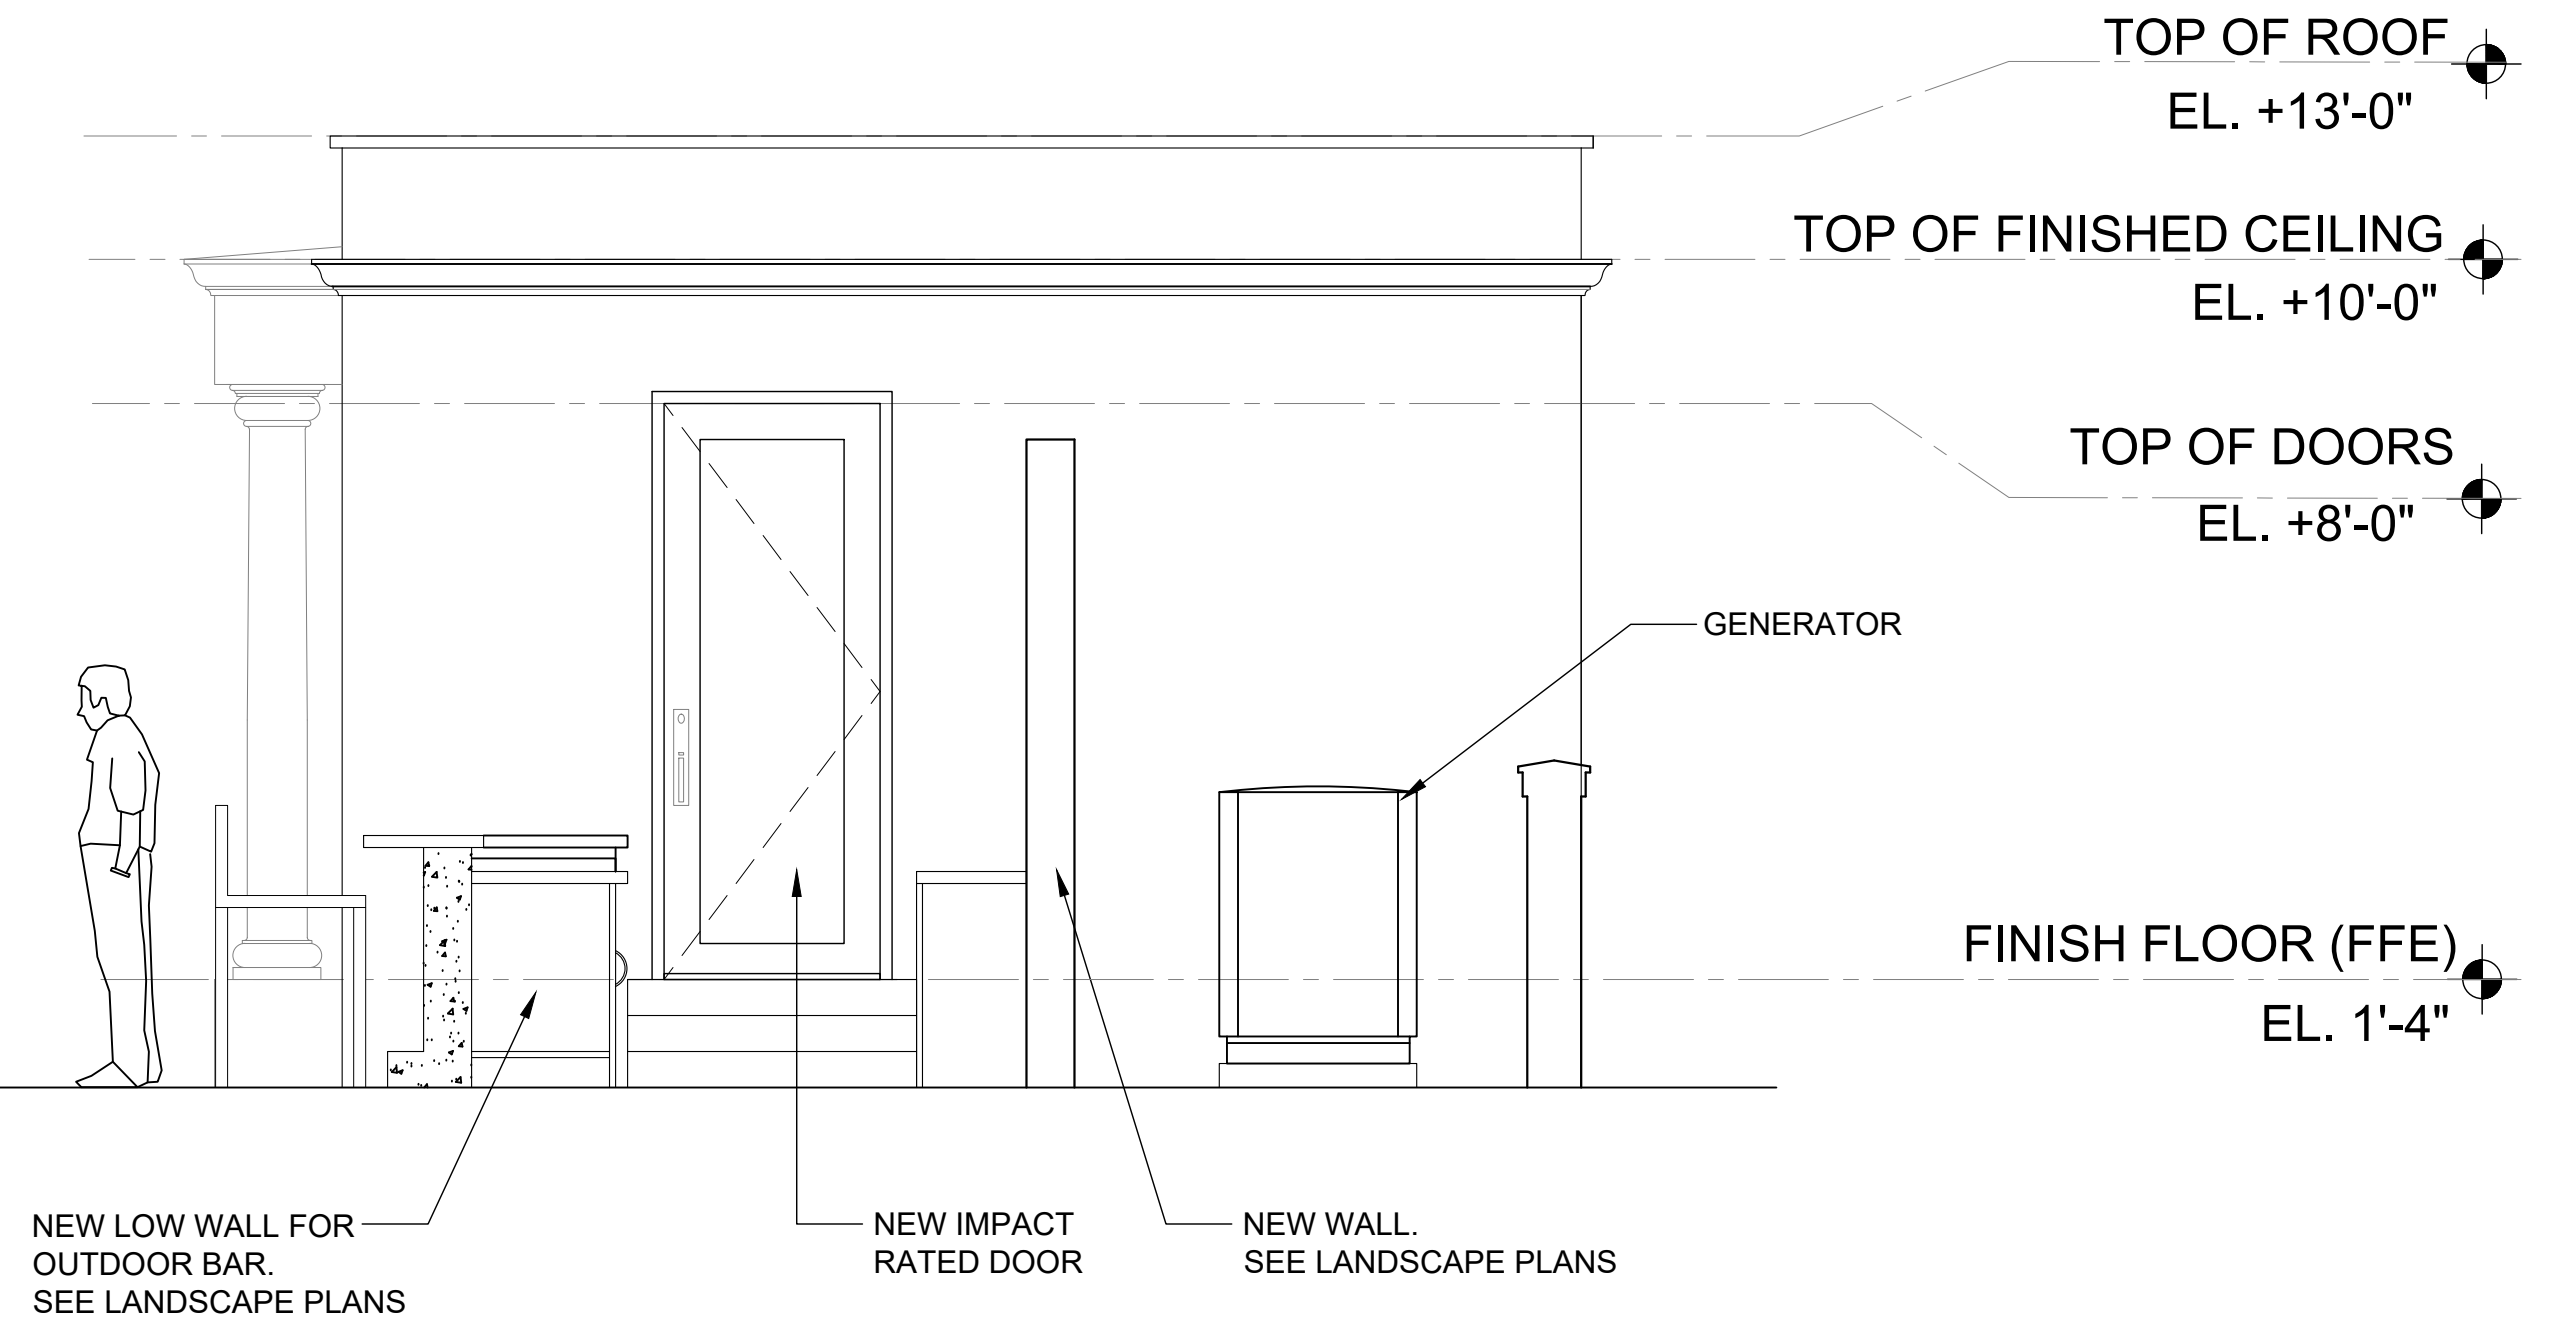 TOP OF ROOF
EL. +13'-0"
TOP OF FINISHED CEILING
EL. +10'-0"
TOP OF DOORS
EL. +8'-0"
GENERATOR
FINISH FLOOR (FFE)
EL. 1'-4"
NEW LOW WALL FOR
OUTDOOR BAR.
SEE LANDSCAPE PLANS
NEW IMPACT
RATED DOOR
NEW WALL.
SEE LANDSCAPE PLANS